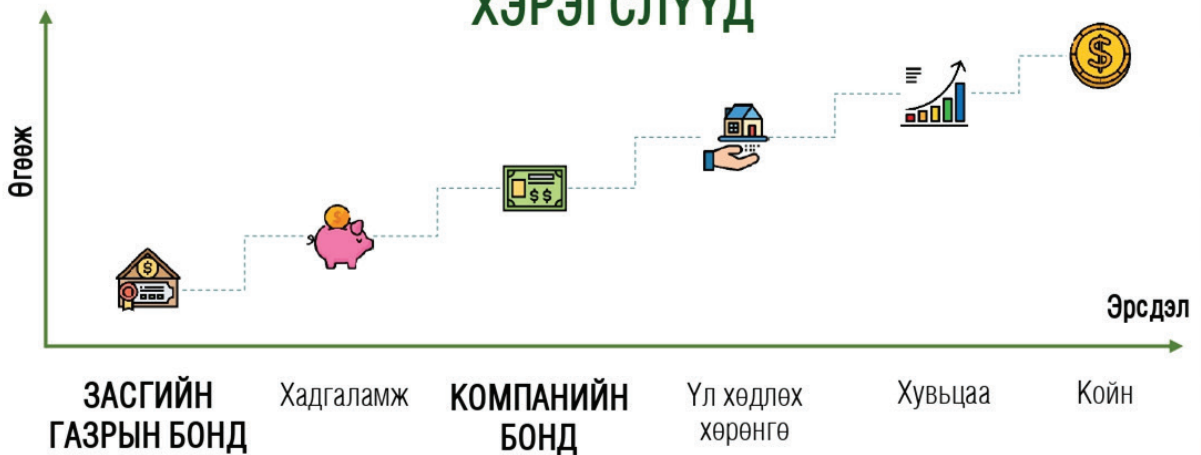 ХЭРЭГСЛҮҮД
Өгөөж
Эрсдэл
ЗАСГИЙН
ГАЗРЫН БОНД
Хадгаламж
КОМПАНИЙН
БОНД
Үл хөдлөх
хөрөнгө
Хувьцаа
Койн